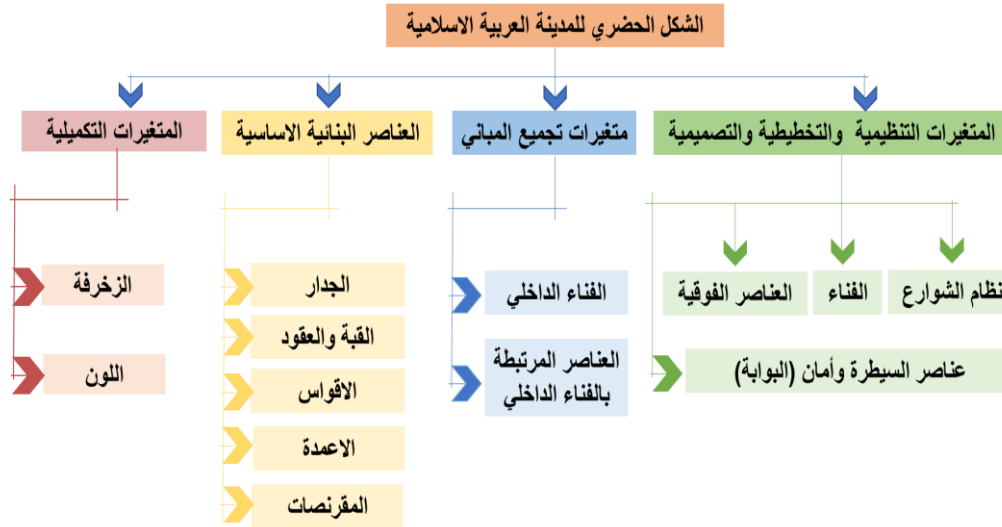 الشكل الحضري للمدينة العربية الاسلامية
المتغيرات التنظيمية والتخطيطية والتصميمية
متغيرات تجميع المباني
العناصر البنائية الاساسية
المتغيرات التكميلية
نظام الشوارع
الفناء
العناصر الفوقية
عناصر السيطرة وأمان (البوابة)
الفناء الداخلي
العناصر المرتبطة
بالفناء الداخلي
الجدار
القبة والعقود
الاقواس
الاعمدة
المقرنصات
الزخرفة
اللون